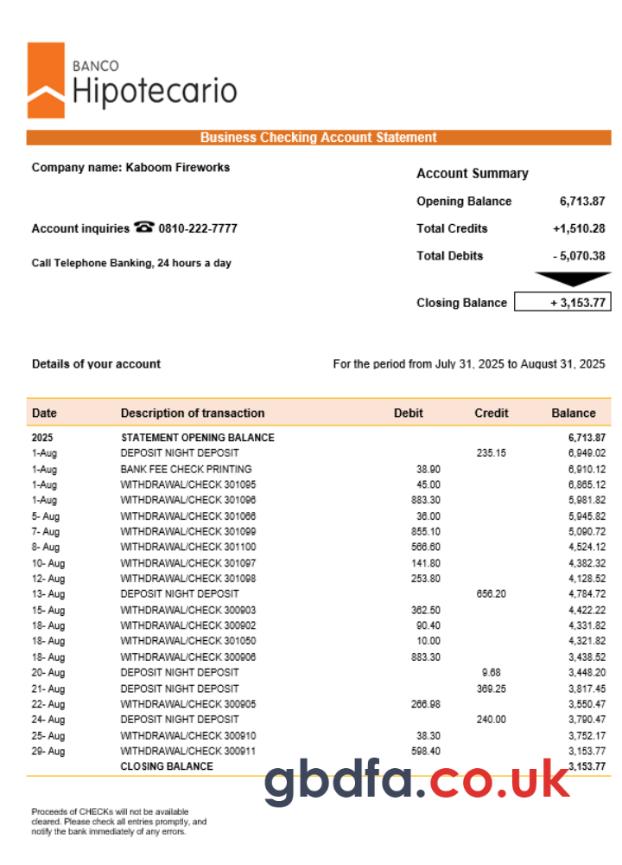 BANCO
Hipotecario
Business Checking Account Statement
Company name: Kaboom Fireworks
Account Summary
Opening Balance 6,713.87
Account inquiries ☎ 0810-222-7777
Total Credits +1,510.28
Total Debits - 5,070.38
Call Telephone Banking, 24 hours a day
Closing Balance + 3,153.77
Details of your account For the period from July 31, 2025 to August 31, 2025
Date Description of transaction Debit Credit Balance
2025 STATEMENT OPENING BALANCE 6,713.87
1-Aug DEPOSIT NIGHT DEPOSIT 235.15 6,949.02
1-Aug BANK FEE CHECK PRINTING 38.90 6,910.12
1-Aug WITHDRAWAL/CHECK 301095 45.00 6,865.12
1-Aug WITHDRAWAL/CHECK 301096 883.30 5,981.82
5- Aug WITHDRAWAL/CHECK 301066 36.00 5,945.82
7- Aug WITHDRAWAL/CHECK 301099 855.10 5,090.72
8- Aug WITHDRAWAL/CHECK 301100 566.60 4,524.12
10- Aug WITHDRAWAL/CHECK 301097 141.80 4,382.32
12- Aug WITHDRAWAL/CHECK 301098 253.80 4,128.52
13- Aug DEPOSIT NIGHT DEPOSIT 656.20 4,784.72
15- Aug WITHDRAWAL/CHECK 300903 362.50 4,422.22
18- Aug WITHDRAWAL/CHECK 300902 90.40 4,331.82
18- Aug WITHDRAWAL/CHECK 301050 10.00 4,321.82
18- Aug WITHDRAWAL/CHECK 300906 883.30 3,438.52
20- Aug DEPOSIT NIGHT DEPOSIT 9.68 3,448.20
21- Aug DEPOSIT NIGHT DEPOSIT 369.25 3,817.45
22- Aug WITHDRAWAL/CHECK 300905 266.98 3,550.47
24- Aug DEPOSIT NIGHT DEPOSIT 240.00 3,790.47
25- Aug WITHDRAWAL/CHECK 300910 38.30 3,752.17
29- Aug WITHDRAWAL/CHECK 300911 598.40 3,153.77
CLOSING BALANCE 3,153.77
gbdfa.co.uk
Proceeds of CHECKs will not be available
cleared. Please check all entries promptly, and
notify the bank immediately of any errors.